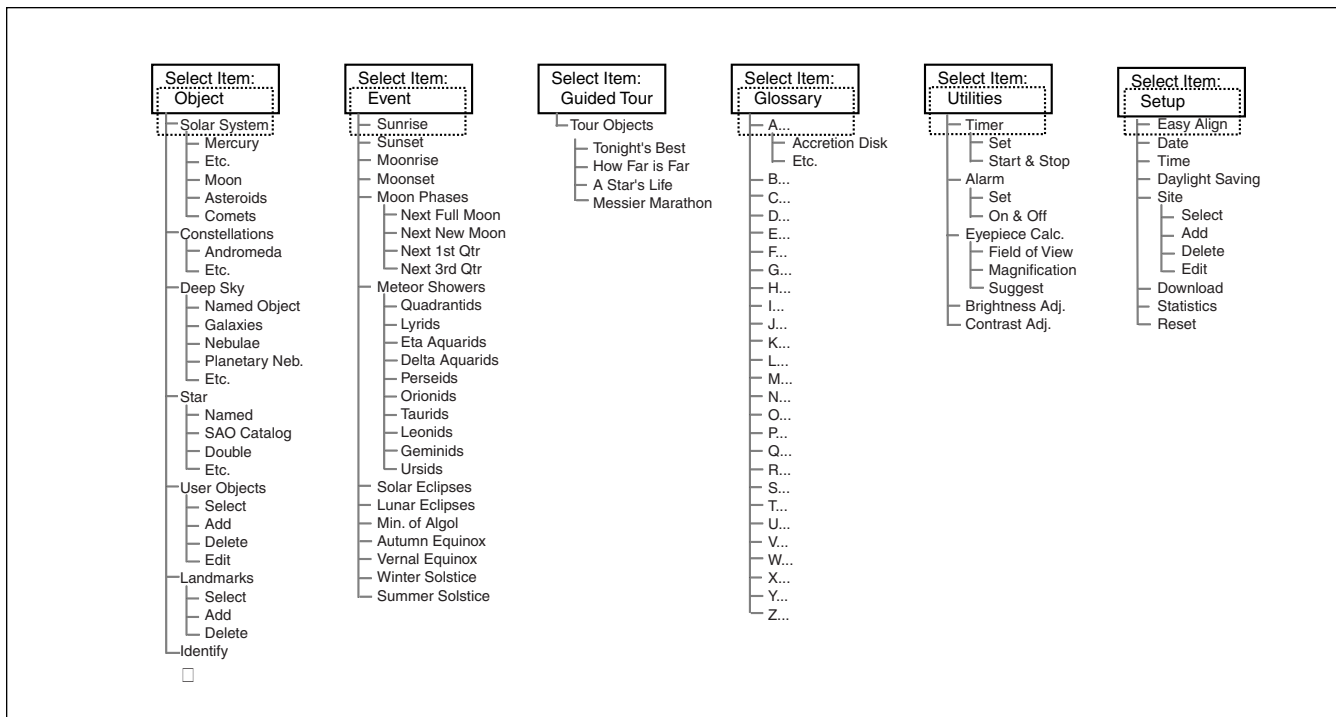 Select Item:
Object
Solar System
Mercury
Etc.
Moon
Asteroids
Comets
Constellations
Andromeda
Etc.
Deep Sky
Named Object
Galaxies
Nebulae
Planetary Neb.
Etc.
Star
Named
SAO Catalog
Double
Etc.
User Objects
Select
Add
Delete
Edit
Landmarks
Select
Add
Delete
Identify
Select Item:
Event
Sunrise
Sunset
Moonrise
Moonset
Moon Phases
Next Full Moon
Next New Moon
Next 1st Qtr
Next 3rd Qtr
Meteor Showers
Quadrantids
Lyrids
Eta Aquarids
Delta Aquarids
Perseids
Orionids
Taurids
Leonids
Geminids
Ursids
Solar Eclipses
Lunar Eclipses
Min. of Algol
Autumn Equinox
Vernal Equinox
Winter Solstice
Summer Solstice
Select Item:
Guided Tour
Tour Objects
Tonight's Best
How Far is Far
A Star's Life
Messier Marathon
Select Item:
Glossary
A...
Accretion Disk
Etc.
B...
C...
D...
E...
F...
G...
H...
I...
J...
K...
L...
M...
N...
O...
P...
Q...
R...
S...
T...
U...
V...
W...
X...
Y...
Z...
Select Item:
Utilities
Timer
Set
Start & Stop
Alarm
Set
On & Off
Eyepiece Calc.
Field of View
Magnification
Suggest
Brightness Adj.
Contrast Adj.
Select Item:
Setup
Easy Align
Date
Time
Daylight Saving
Site
Select
Add
Delete
Edit
Download
Statistics
Reset